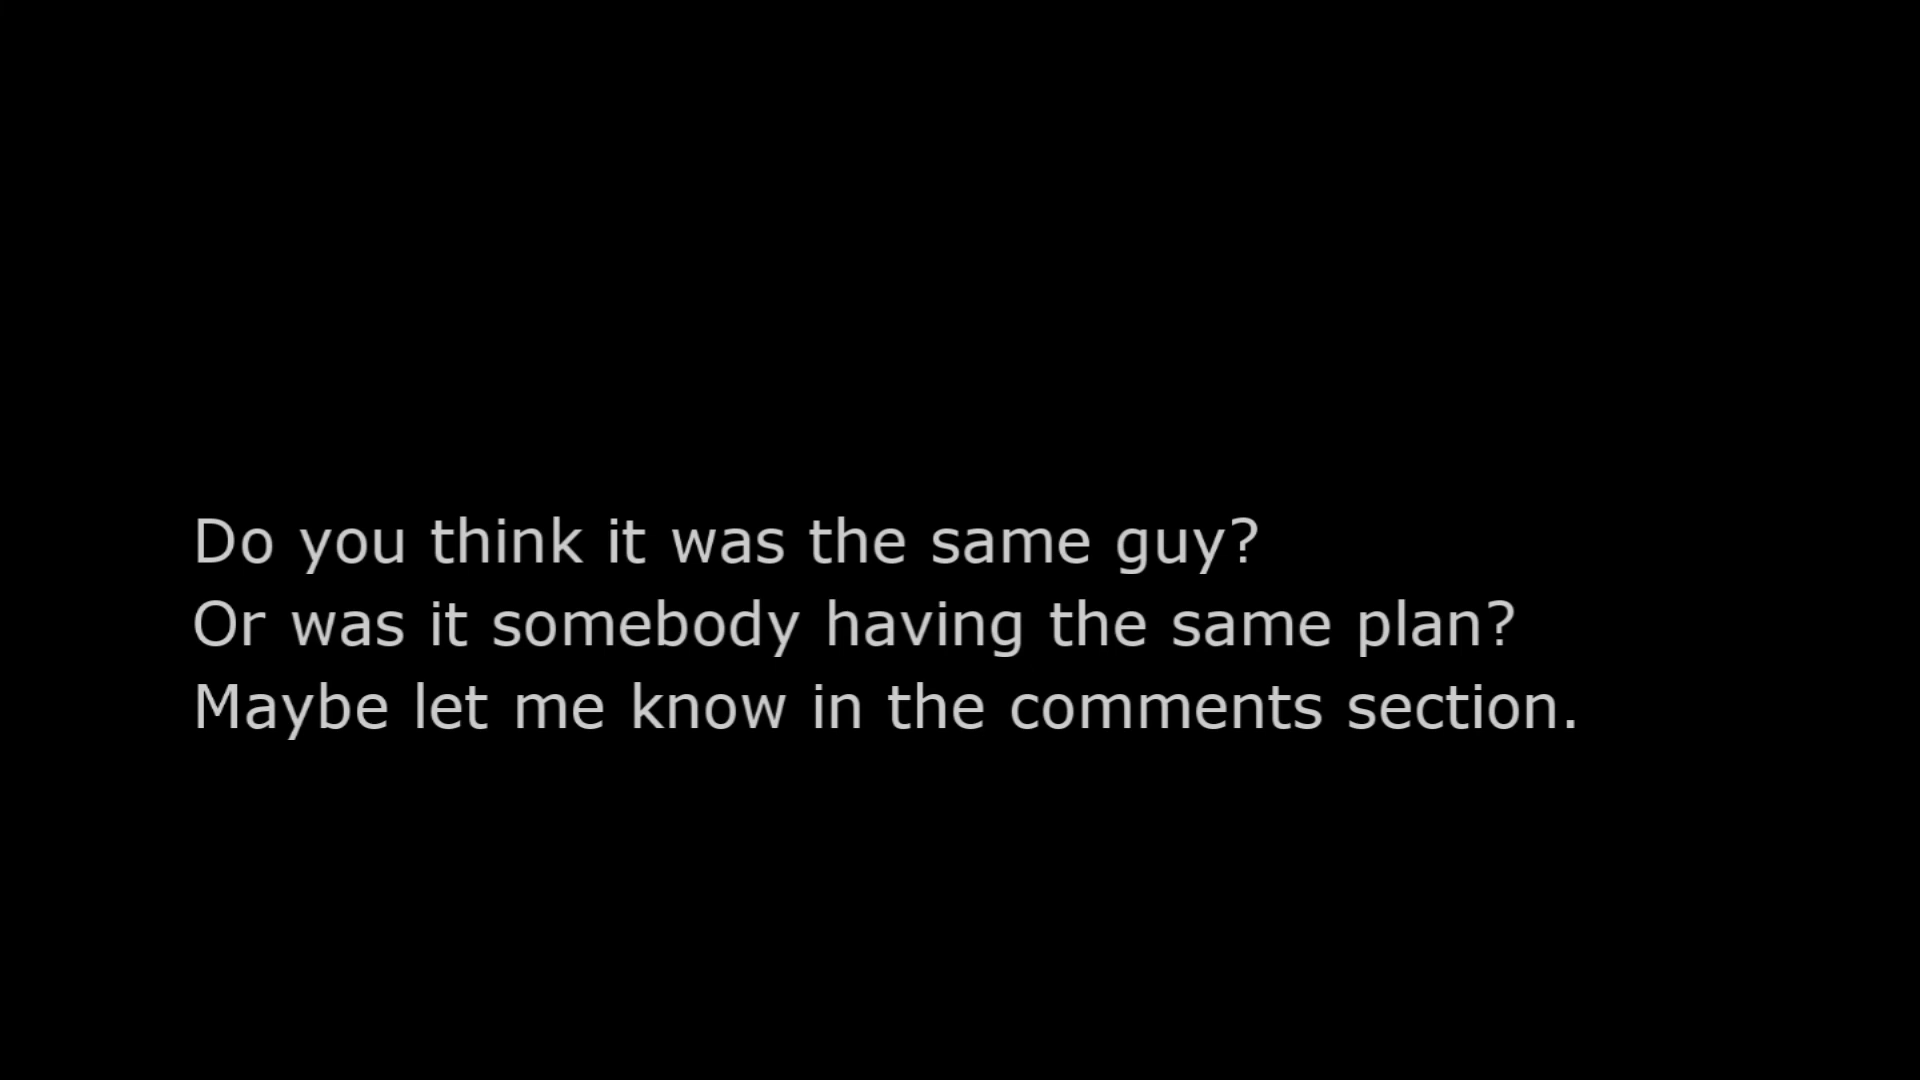 Do you think it was the same guy?
Or was it somebody having the same plan?
Maybe let me know in the comments section.